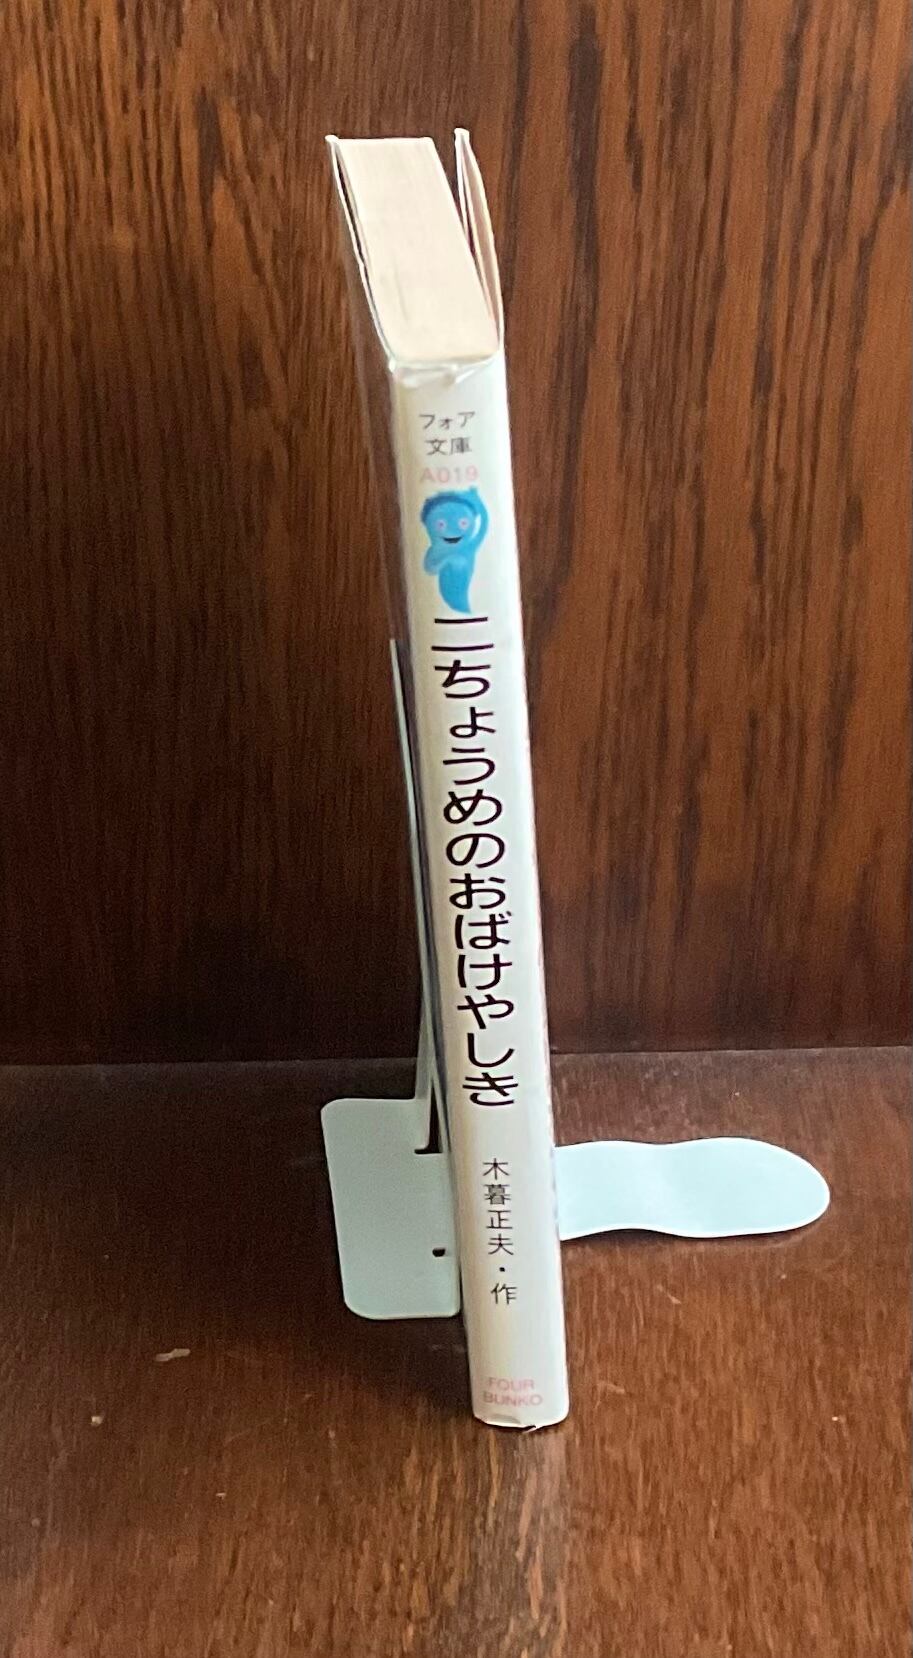 フォア
文庫
A019
二ちょうめのおばけやしき
木暮正夫・作
FOUR
BUNKO